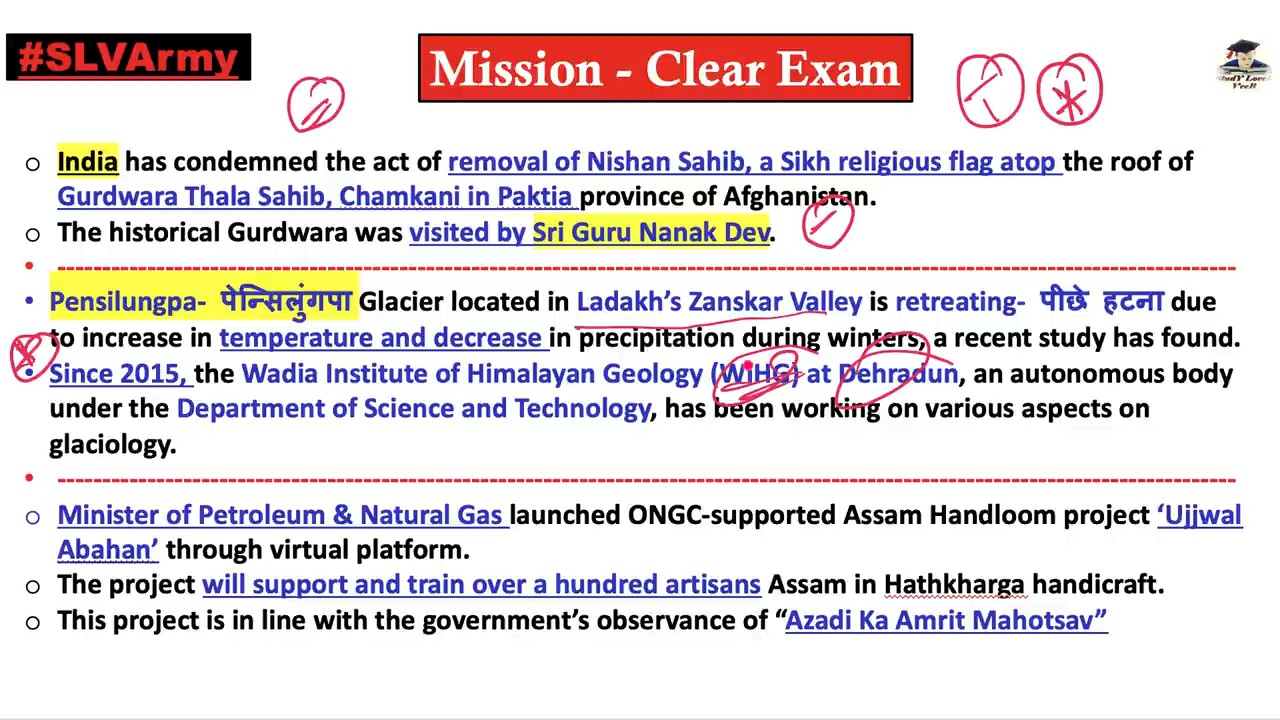 #SLVArmy
Mission - Clear Exam
StudY LoveR
VeeR
o India has condemned the act of removal of Nishan Sahib, a Sikh religious flag atop the roof of
Gurdwara Thala Sahib, Chamkani in Paktia province of Afghanistan.
o The historical Gurdwara was visited by Sri Guru Nanak Dev.
• --------------------------------------------------------------------------------
• Pensilungpa- पेन्सिलुंगपा Glacier located in Ladakh’s Zanskar Valley is retreating- पीछे हटना due
to increase in temperature and decrease in precipitation during winters, a recent study has found.
• Since 2015, the Wadia Institute of Himalayan Geology (WIHG) at Dehradun, an autonomous body
under the Department of Science and Technology, has been working on various aspects on
glaciology.
• --------------------------------------------------------------------------------
o Minister of Petroleum & Natural Gas launched ONGC-supported Assam Handloom project ‘Ujjwal
Abahan’ through virtual platform.
o The project will support and train over a hundred artisans Assam in Hathkharga handicraft.
o This project is in line with the government’s observance of “Azadi Ka Amrit Mahotsav”